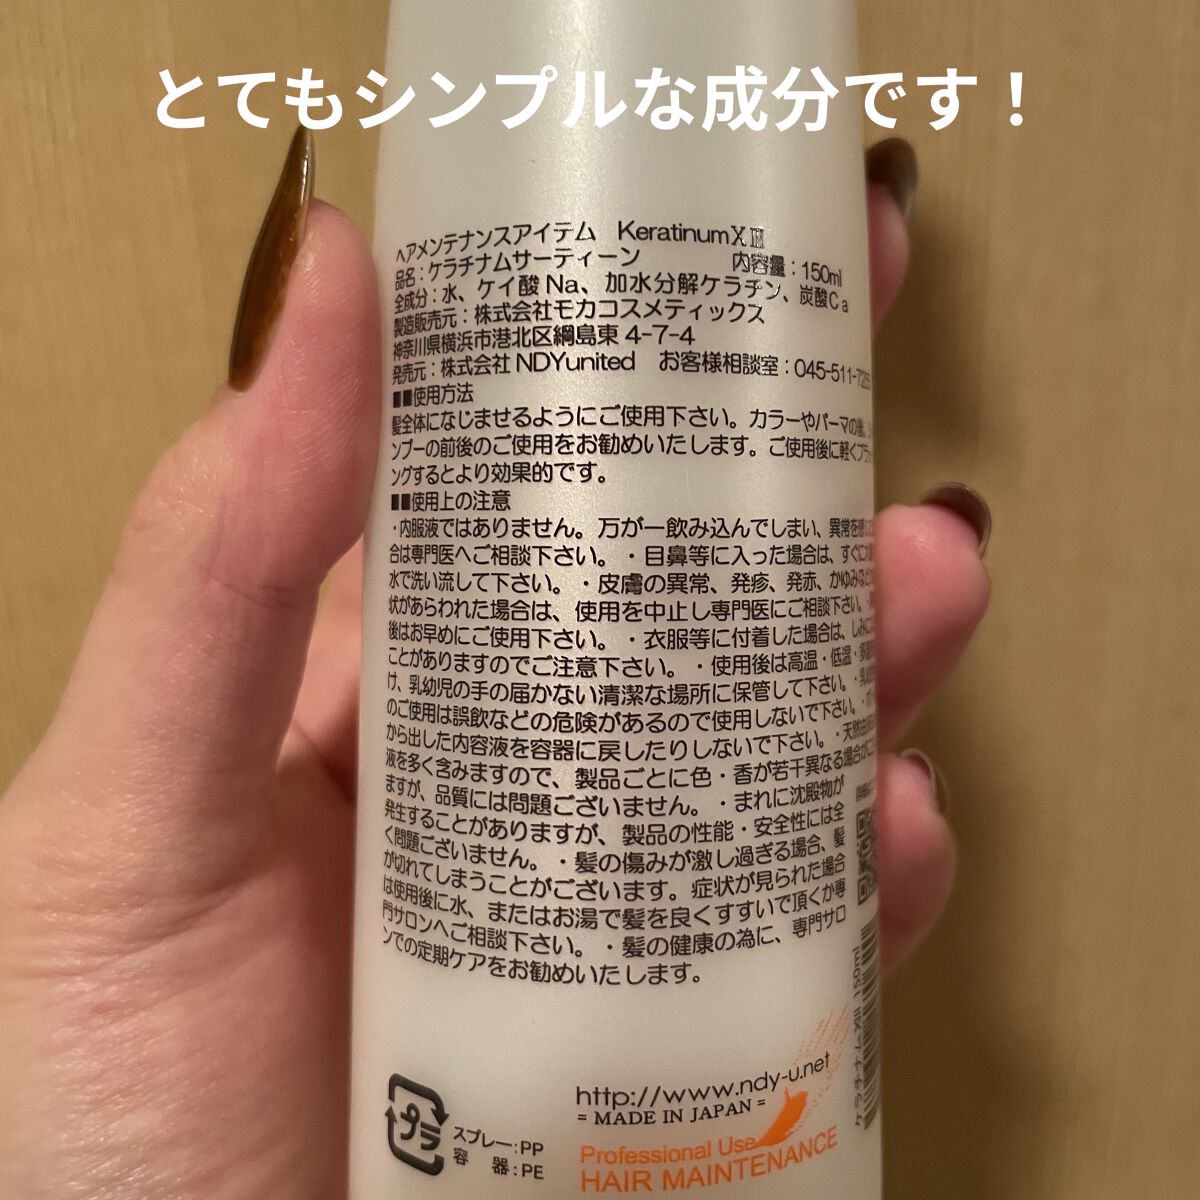 とてもシンプルな成分です！
ヘアメンテナンスアイテム KeratinumXⅢ
品名：ケラチナムサーティーン 内容量：150ml
全成分：水、ケイ酸Na、加水分解ケラチン、炭酸Ca
製造販売元：株式会社モカコスメティックス
神奈川県横浜市港北区綱島東 4-7-4
発売元：株式会社 NDYunited お客様相談室：045-511-725
■■使用方法
髪全体になじませるようにご使用下さい。カラーやパーマの後、
ンプーの前後のご使用をお勧めいたします。ご使用後に軽くブラッ
ングするとより効果的です。
■■使用上の注意
・内服液ではありません。万が一飲み込んでしまい、異常を感
合は専門医へご相談下さい。・目鼻等に入った場合は、すぐに
水で洗い流して下さい。・皮膚の異常、発疹、発赤、かゆみなどの
状があらわれた場合は、使用を中止し専門医にご相談下さい。・
後はお早めにご使用下さい。・衣服等に付着した場合は、しみに
ことがありますのでご注意下さい。・使用後は高温・低温・多湿
け、乳幼児の手の届かない清潔な場所に保管して下さい。・乳幼児
のご使用は誤飲などの危険があるので使用しないで下さい。・
から出した内容液を容器に戻したりしないで下さい。・天然由
液を多く含みますので、製品ごとに色・香が若干異なる場合がご
ますが、品質には問題ございません。・まれに沈殿物が
発生することがありますが、製品の性能・安全性には全
く問題ございません。・髪の傷みが激し過ぎる場合、髪
が切れてしまうことがございます。症状が見られた場合
は使用後に水、またはお湯で髪を良くすすいで頂くか専
門サロンへご相談下さい。・髪の健康の為に、専門サロ
ンでの定期ケアをお勧めいたします。
ケラチナムXIII 150ml
プラ
スプレー：PP
容 器：PE
http://www.ndy-u.net
= MADE IN JAPAN =
Professional Use
HAIR MAINTENANCE